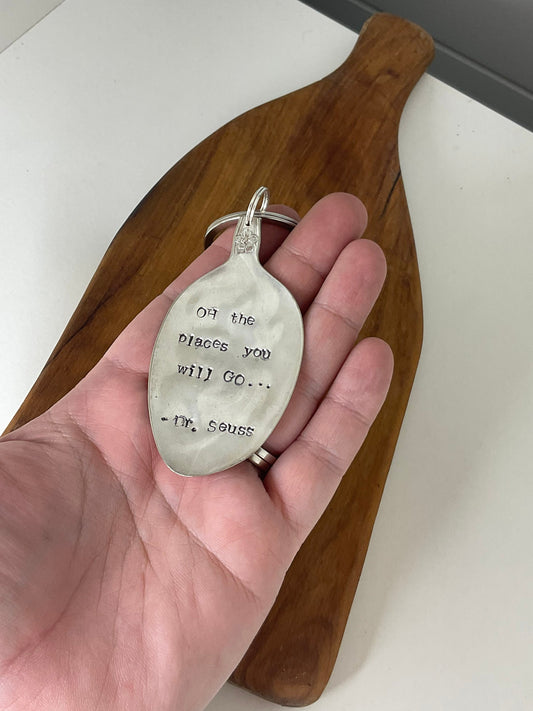 OH the
places you
will GO...
- Dr. Seuss